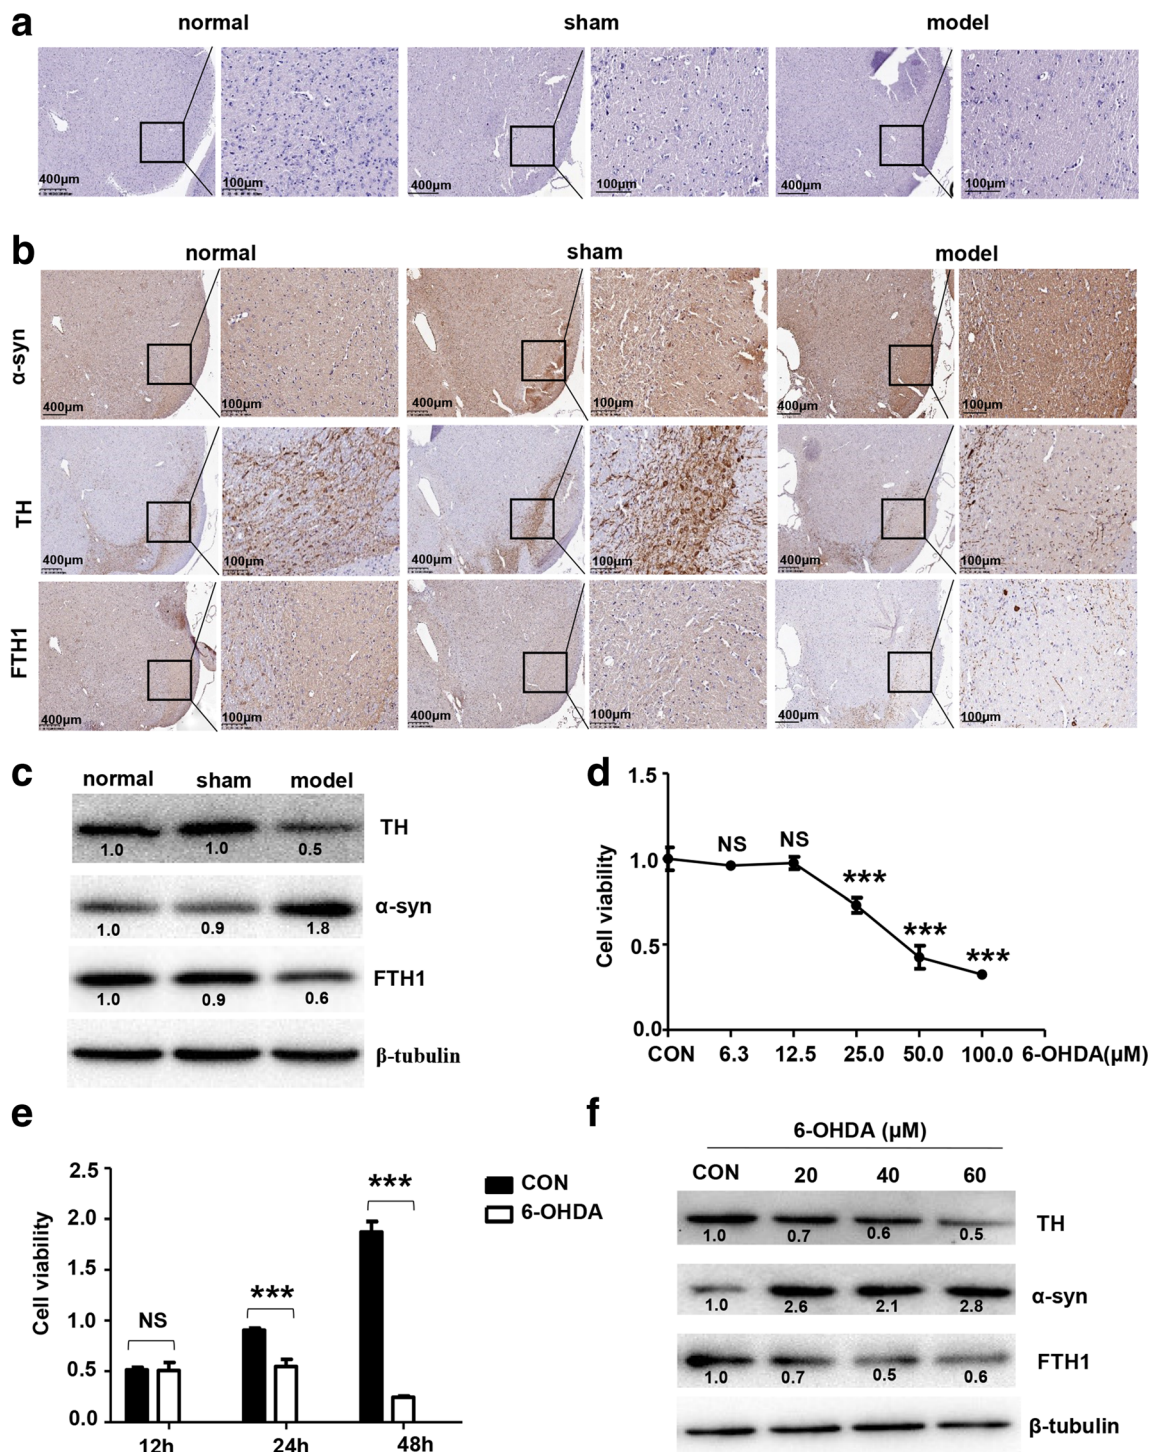 a
normal sham model
400μm 100μm 400μm 100μm 400μm 100μm
b
normal sham model
α-syn
400μm 100μm 400μm 100μm 400μm 100μm
TH
400μm 100μm 400μm 100μm 400μm 100μm
FTH1
400μm 100μm 400μm 100μm 400μm 100μm
c
normal sham model
TH
1.0 1.0 0.5
α-syn
1.0 0.9 1.8
FTH1
1.0 0.9 0.6
β-tubulin
d
1.5
1.0
0.5
0.0
Cell viability
NS NS *** *** ***
CON 6.3 12.5 25.0 50.0 100.0 6-OHDA(μM)
e
2.5
2.0
1.5
1.0
0.5
0.0
Cell viability
NS *** ***
CON
6-OHDA
12h 24h 48h
f
6-OHDA (μM)
CON 20 40 60
TH
1.0 0.7 0.6 0.5
α-syn
1.0 2.6 2.1 2.8
FTH1
1.0 0.7 0.5 0.6
β-tubulin